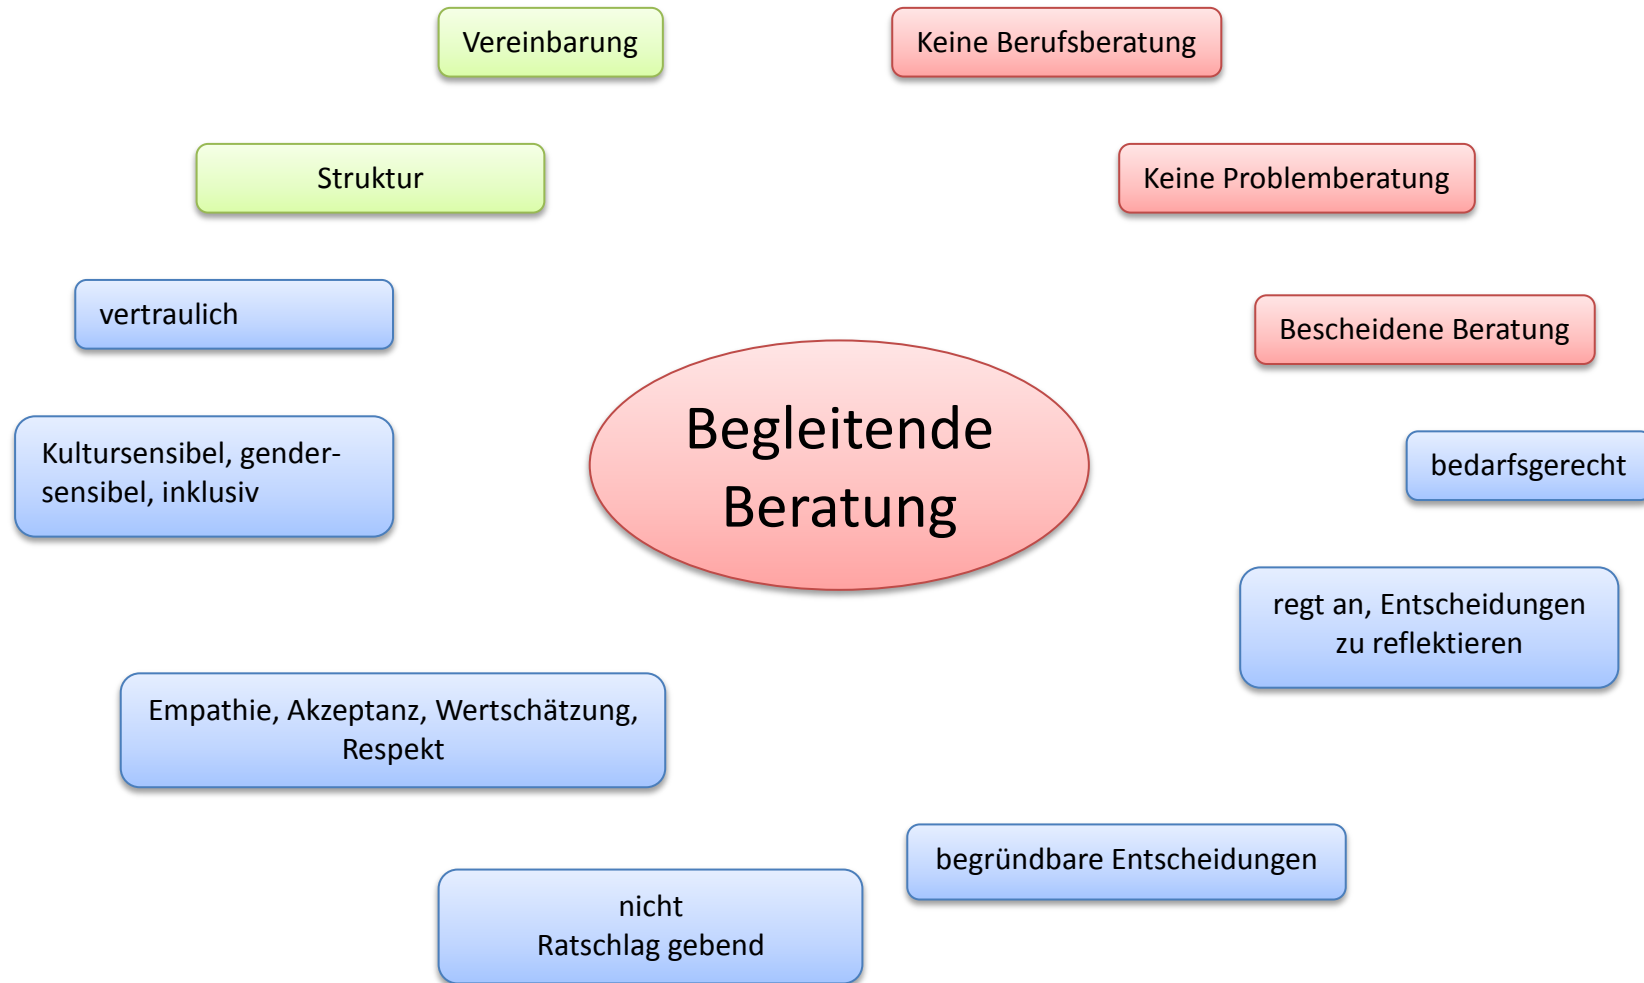 Vereinbarung
Keine Berufsberatung
Struktur
Keine Problemberatung
vertraulich
Bescheidene Beratung
Begleitende
Beratung
Kultursensibel, gender-
sensibel, inklusiv
bedarfsgerecht
regt an, Entscheidungen
zu reflektieren
Empathie, Akzeptanz, Wertschätzung,
Respekt
begründbare Entscheidungen
nicht
Ratschlag gebend